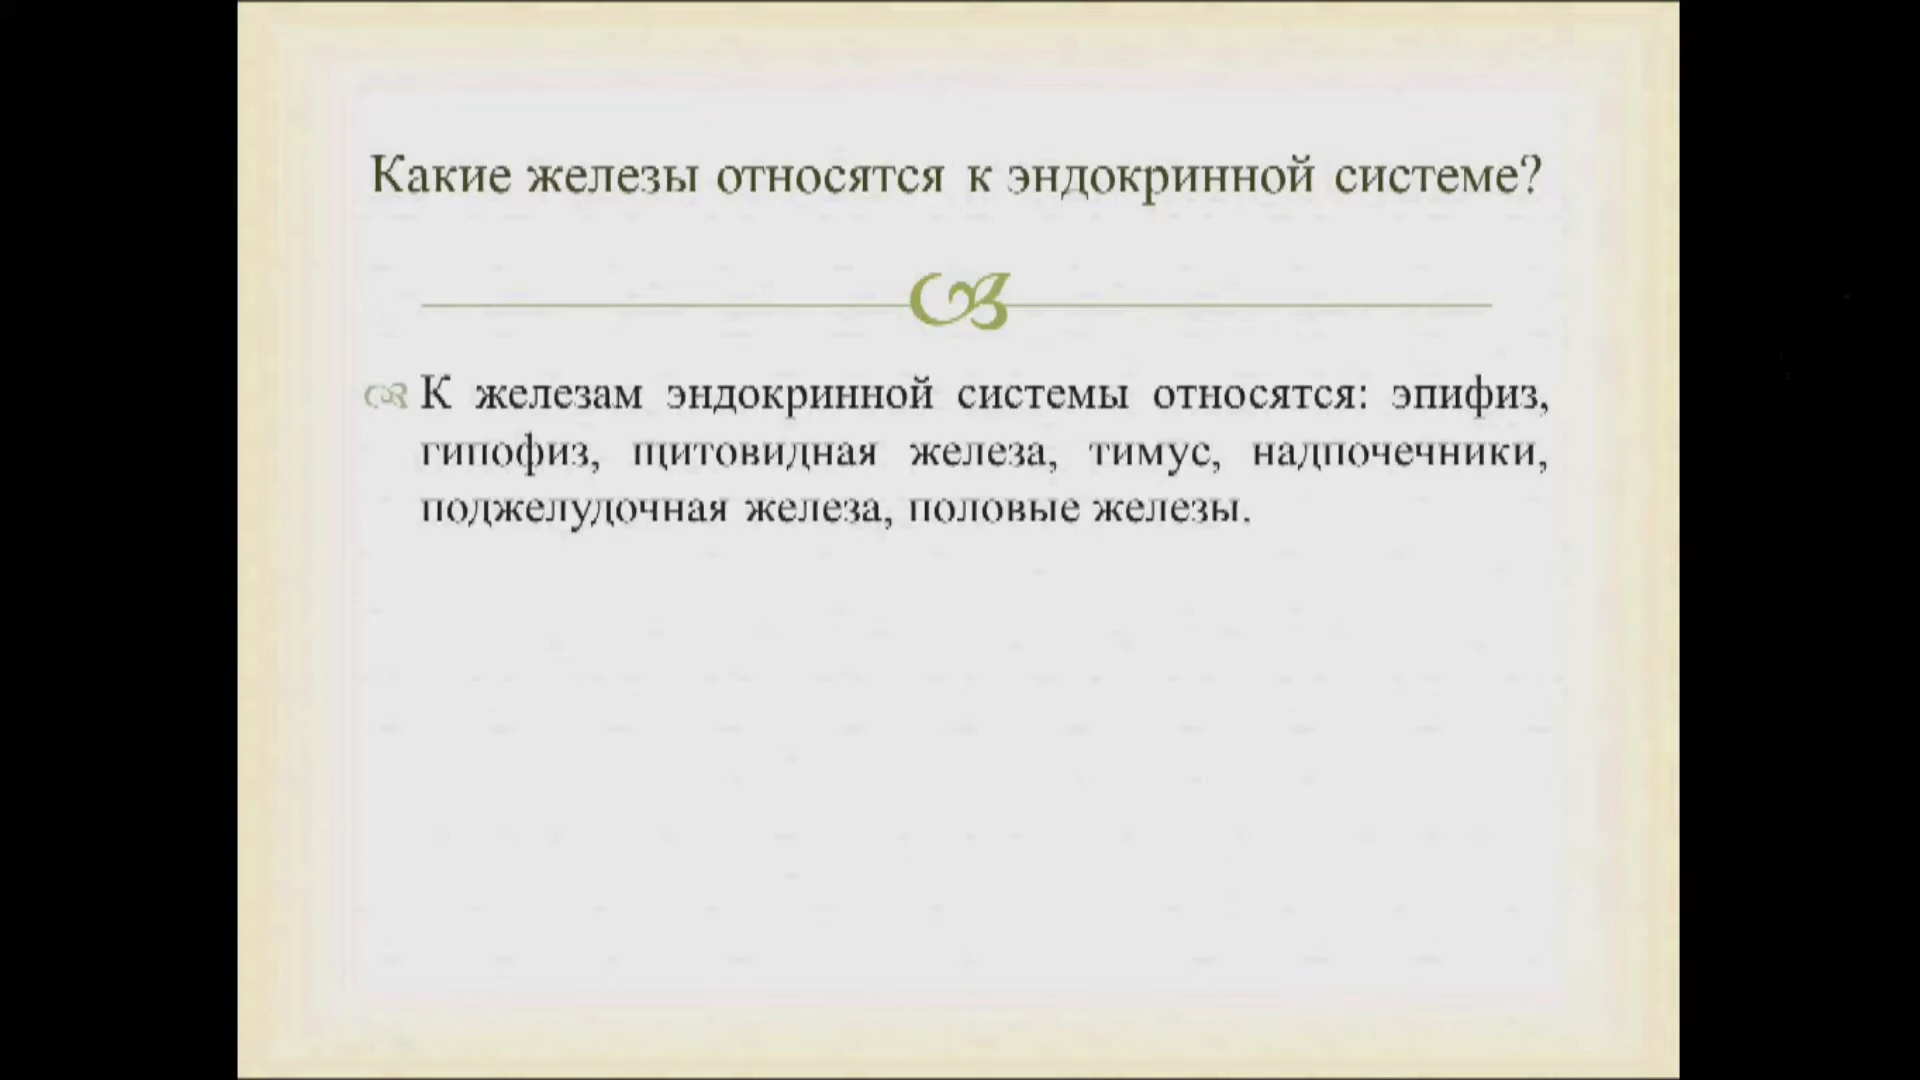 Какие железы относятся к эндокринной системе?
К железам эндокринной системы относятся: эпифиз,
гипофиз, щитовидная железа, тимус, надпочечники,
поджелудочная железа, половые железы.